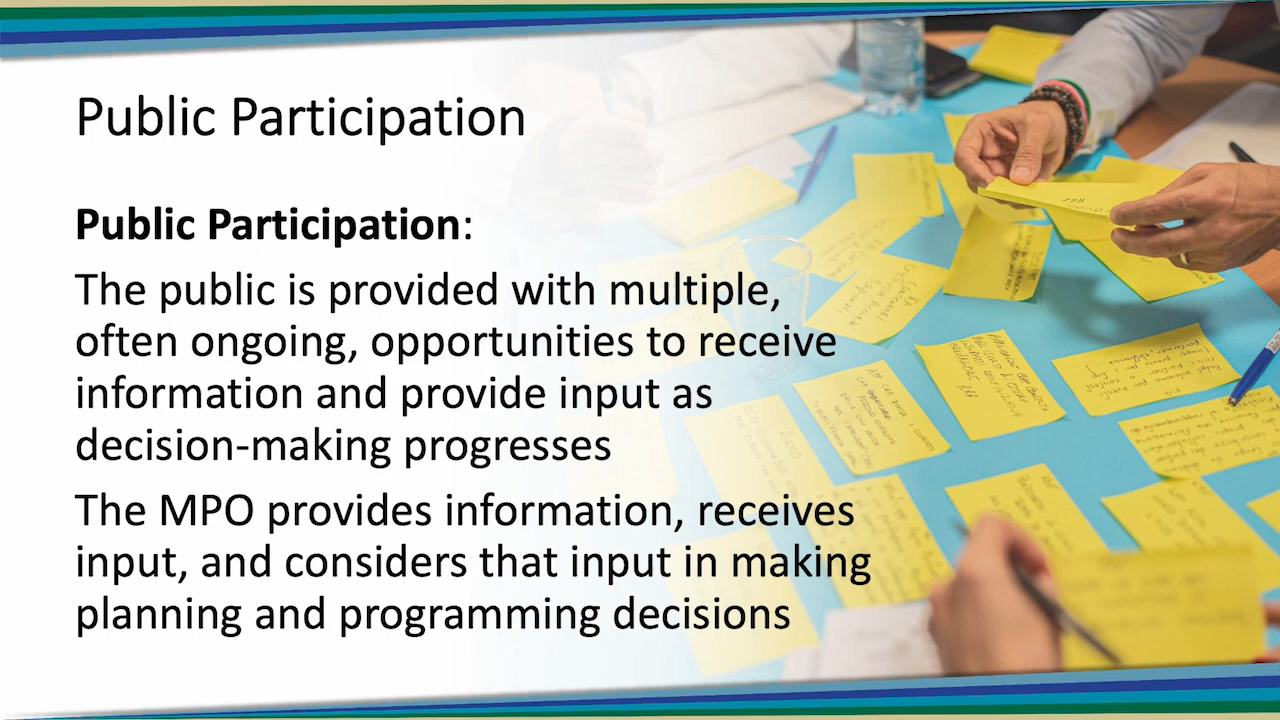 Public Participation
Public Participation:
The public is provided with multiple,
often ongoing, opportunities to receive
information and provide input as
decision-making progresses
The MPO provides information, receives
input, and considers that input in making
planning and programming decisions